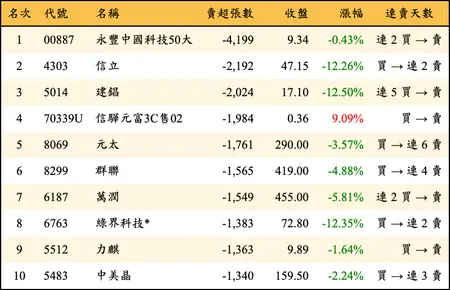 名次 代號 名稱 賣超張數 收盤 漲幅 連賣天數
1 00887 永豐中國科技50大 -4,199 9.34 -0.43% 連 2 買 → 賣
2 4303 信立 -2,192 47.15 -12.26% 買 → 連 2 賣
3 5014 建錩 -2,024 17.10 -12.50% 連 5 買 → 賣
4 70339U 信驊元富3C售02 -1,984 0.36 9.09% 買 → 賣
5 8069 元太 -1,761 290.00 -3.57% 買 → 連 6 賣
6 8299 群聯 -1,565 419.00 -4.88% 買 → 連 4 賣
7 6187 萬潤 -1,549 455.00 -5.81% 連 2 買 → 賣
8 6763 綠界科技* -1,383 72.80 -12.35% 買 → 連 2 賣
9 5512 力麒 -1,363 9.89 -1.64% 買 → 賣
10 5483 中美晶 -1,340 159.50 -2.24% 買 → 連 3 賣